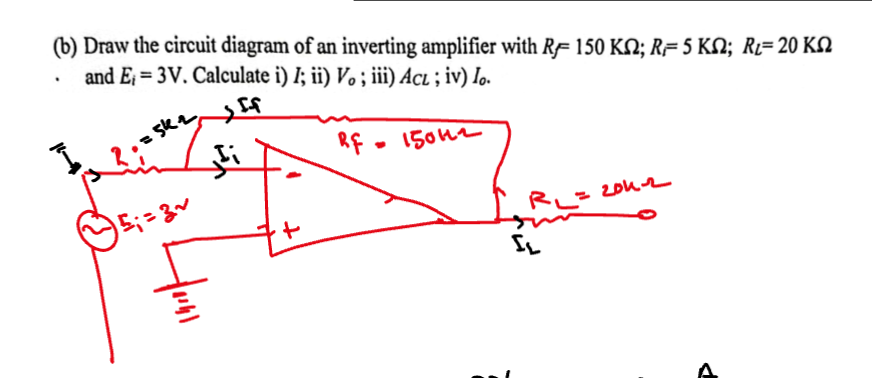 (b) Draw the circuit diagram of an inverting amplifier with Rf= 150 KΩ; Ri= 5 KΩ; RL= 20 KΩ
and Ei = 3V. Calculate i) I; ii) Vo ; iii) ACL ; iv) Io.
If
Ri = 5kΩ
Rf = 150kΩ
I
Ii
- 
RL = 20kΩ
Ei = 3v
+
IL
A